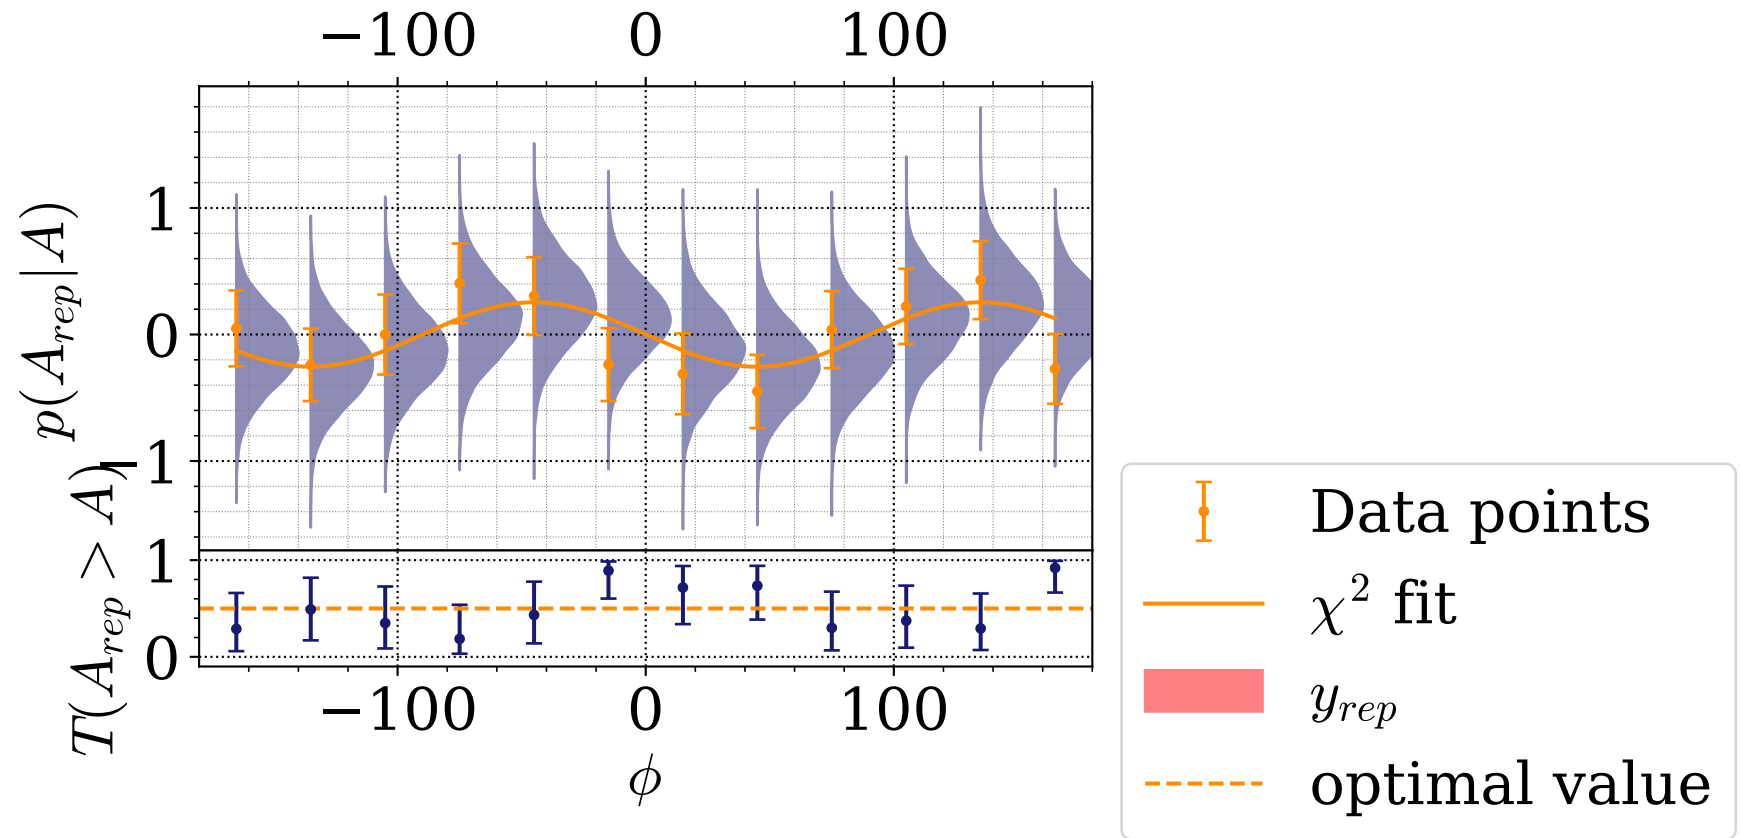 −100 0 100
p(A_rep|A)
1
0
−1
T(A_rep > A)
1
0
−100 0 100
ϕ
Data points
χ² fit
y_rep
optimal value